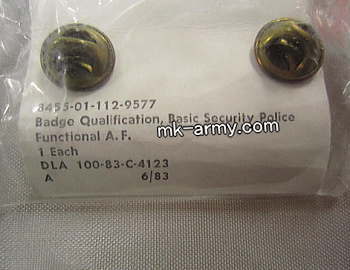 8455-01-112-9577
Badge Qualification, Basic Security Police
Functional A.F.
mk-army.com
1 Each
DLA 100-83-C-4123
A 6/83